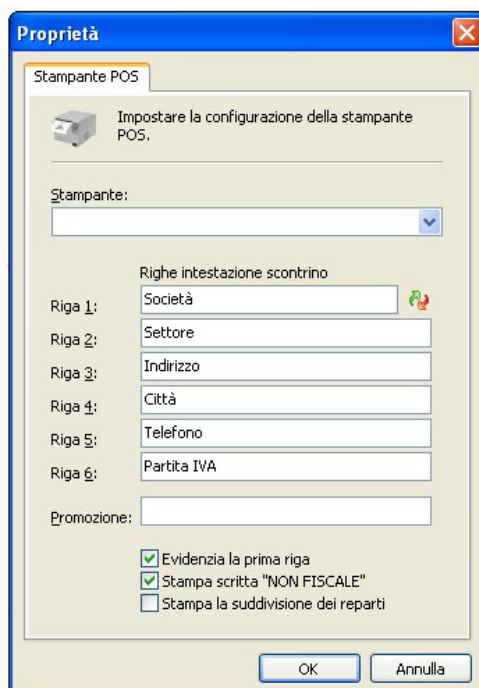 Proprietà
Stampante POS
Impostare la configurazione della stampante
POS.
Stampante:
Righe intestazione scontrino
Riga 1: Società
Riga 2: Settore
Riga 3: Indirizzo
Riga 4: Città
Riga 5: Telefono
Riga 6: Partita IVA
Promozione:
Evidenzia la prima riga
Stampa scritta "NON FISCALE"
Stampa la suddivisione dei reparti
OK Annulla